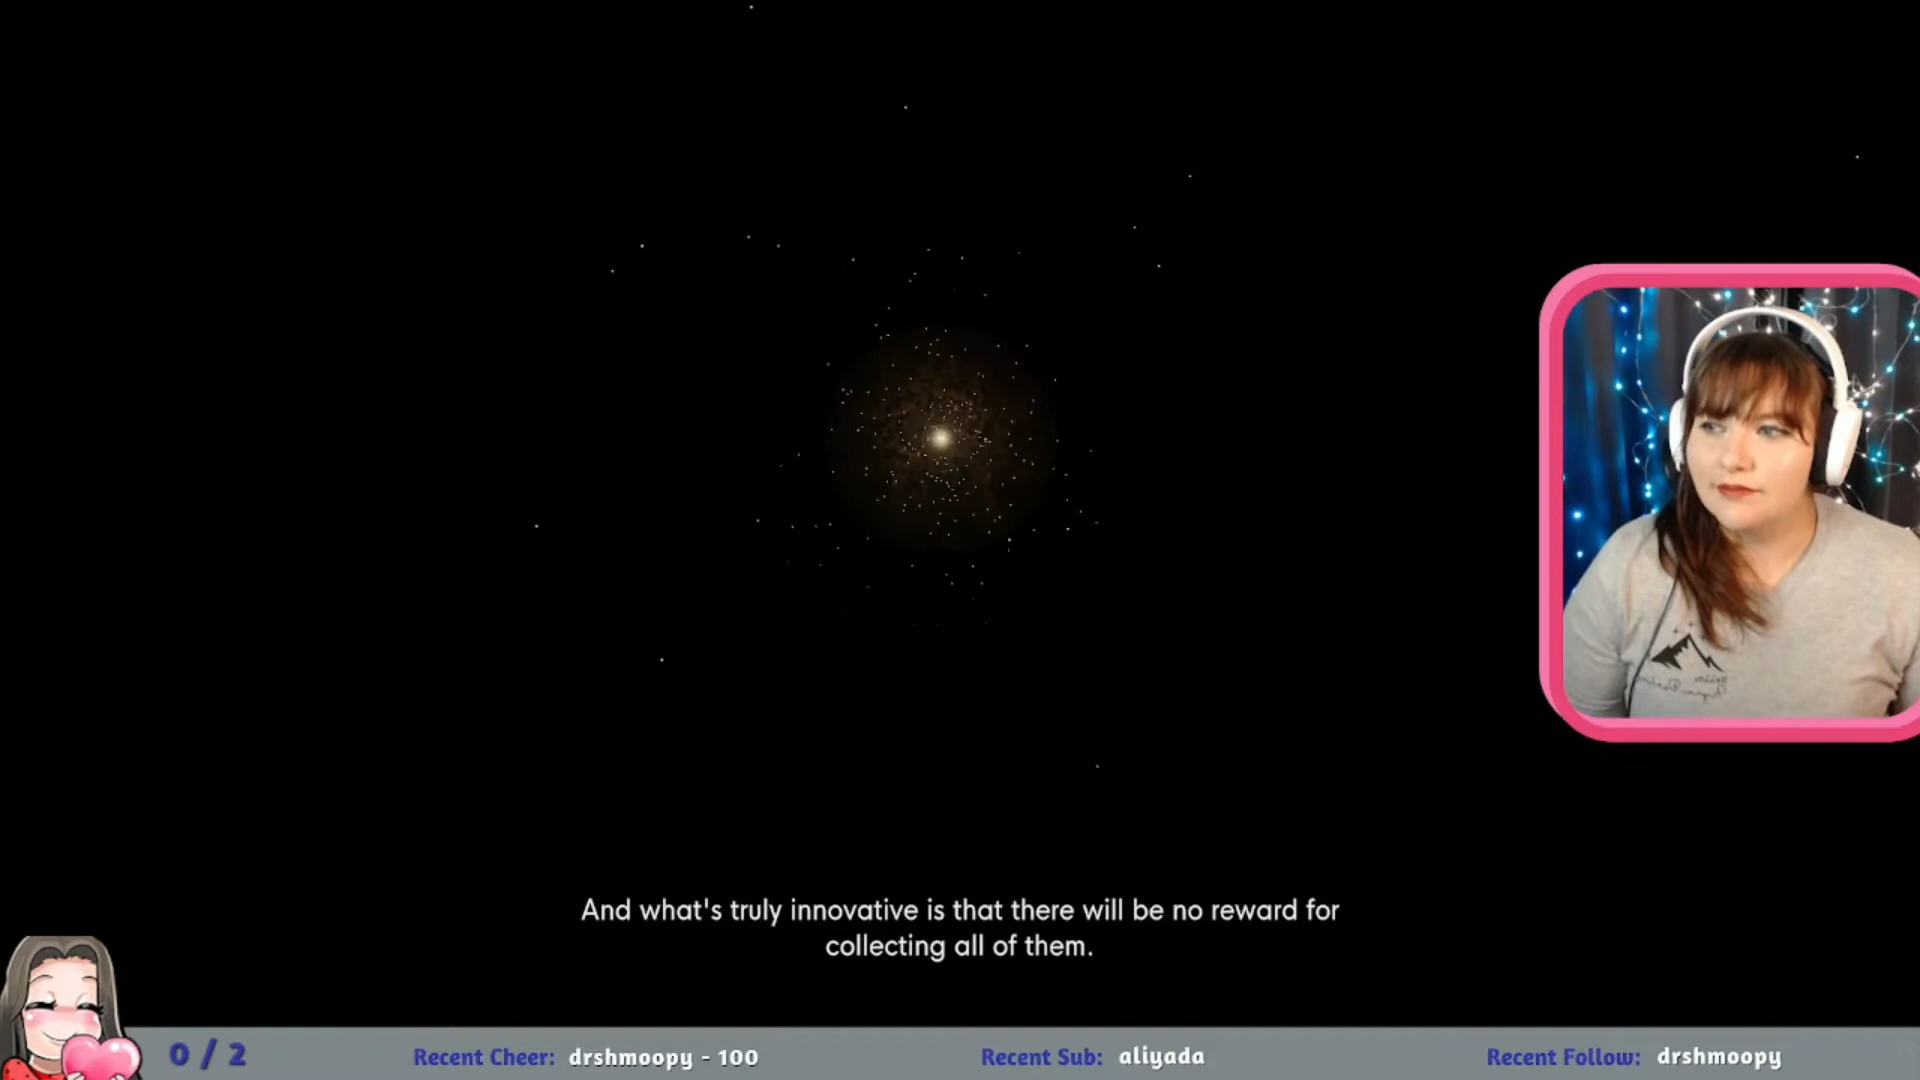 And what's truly innovative is that there will be no reward for
collecting all of them.
0 / 2
Recent Cheer: drshmoopy - 100
Recent Sub: aliyada
Recent Follow: drshmoopy